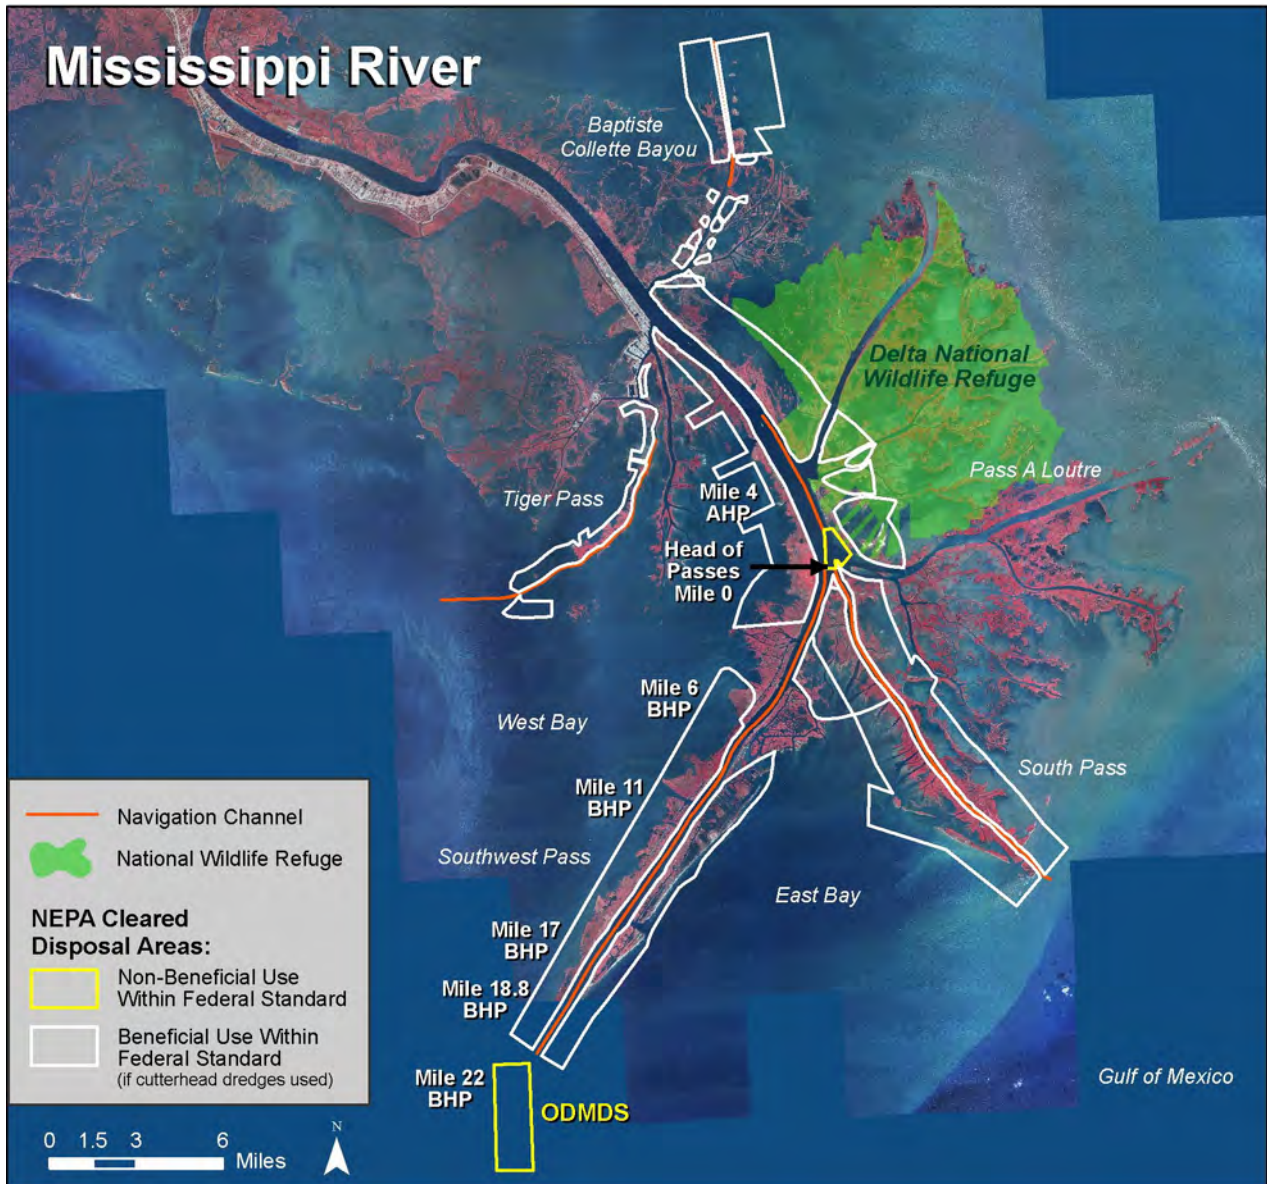 Mississippi River
Baptiste
Collette Bayou
Delta National
Wildlife Refuge
Pass A Loutre
Tiger Pass
Mile 4
AHP
Head of
Passes
Mile 0
Mile 6
BHP
West Bay
South Pass
Mile 11
BHP
Southwest Pass
East Bay
Mile 17
BHP
Mile 18.8
BHP
Mile 22
BHP
ODMDS
Gulf of Mexico
Navigation Channel
National Wildlife Refuge
NEPA Cleared
Disposal Areas:
Non-Beneficial Use
Within Federal Standard
Beneficial Use Within
Federal Standard
(if cutterhead dredges used)
0 1.5 3 6
Miles
N